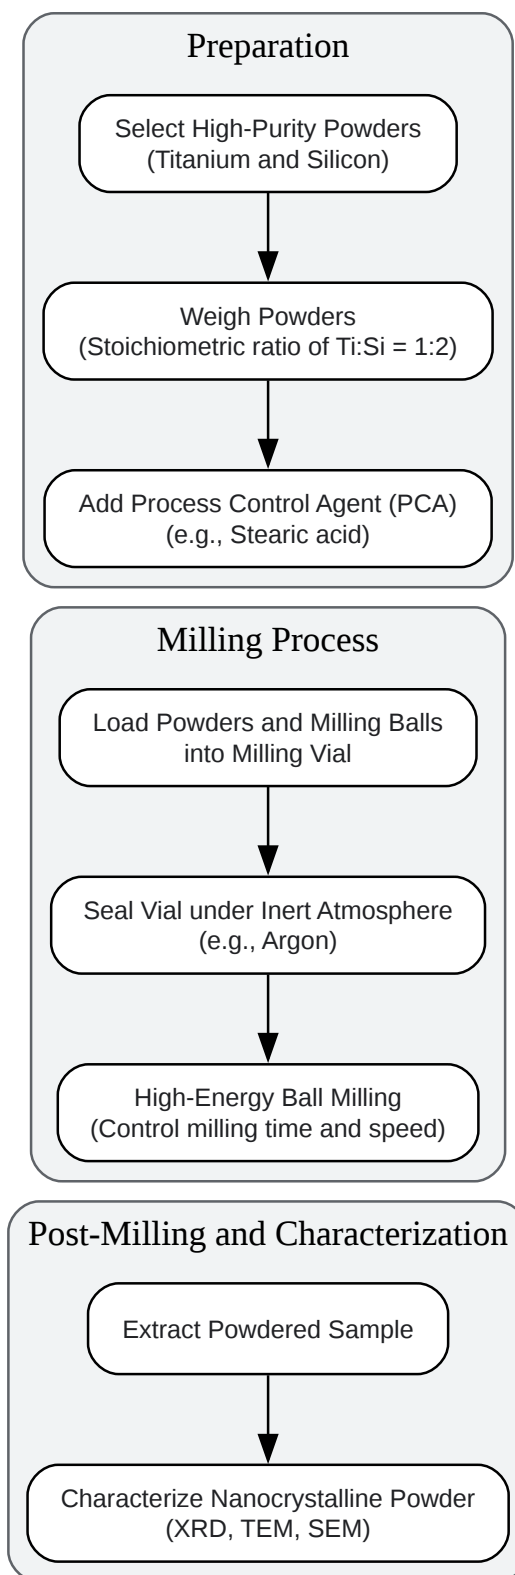 Preparation
Select High-Purity Powders
(Titanium and Silicon)
Weigh Powders
(Stoichiometric ratio of Ti:Si = 1:2)
Add Process Control Agent (PCA)
(e.g., Stearic acid)
Milling Process
Load Powders and Milling Balls
into Milling Vial
Seal Vial under Inert Atmosphere
(e.g., Argon)
High-Energy Ball Milling
(Control milling time and speed)
Post-Milling and Characterization
Extract Powdered Sample
Characterize Nanocrystalline Powder
(XRD, TEM, SEM)